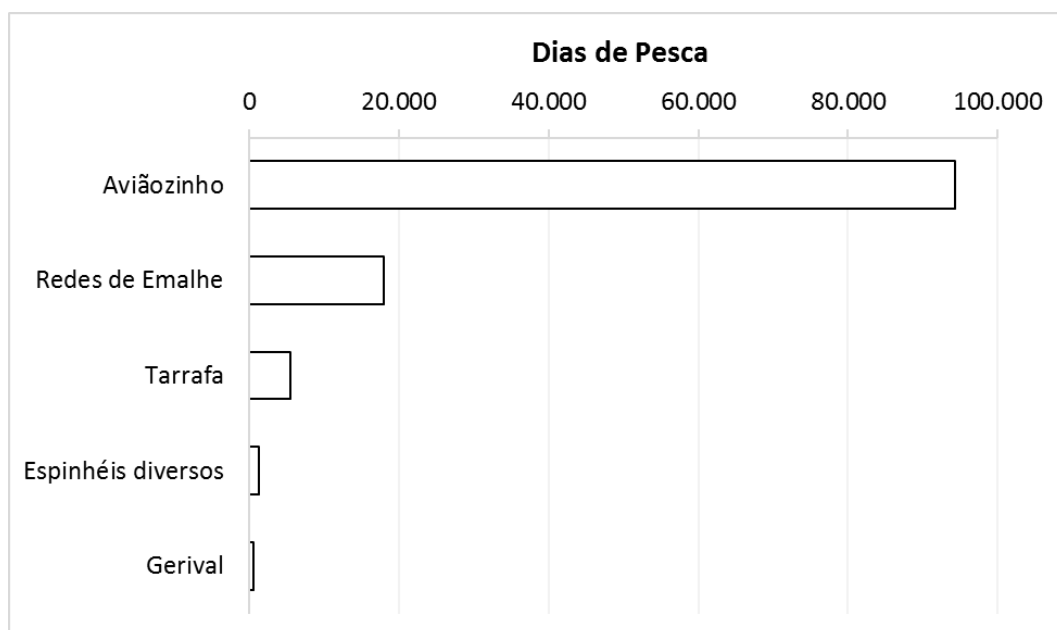 Dias de Pesca
0 20.000 40.000 60.000 80.000 100.000
Aviãozinho
Redes de Emalhe
Tarrafa
Espinhéis diversos
Gerival